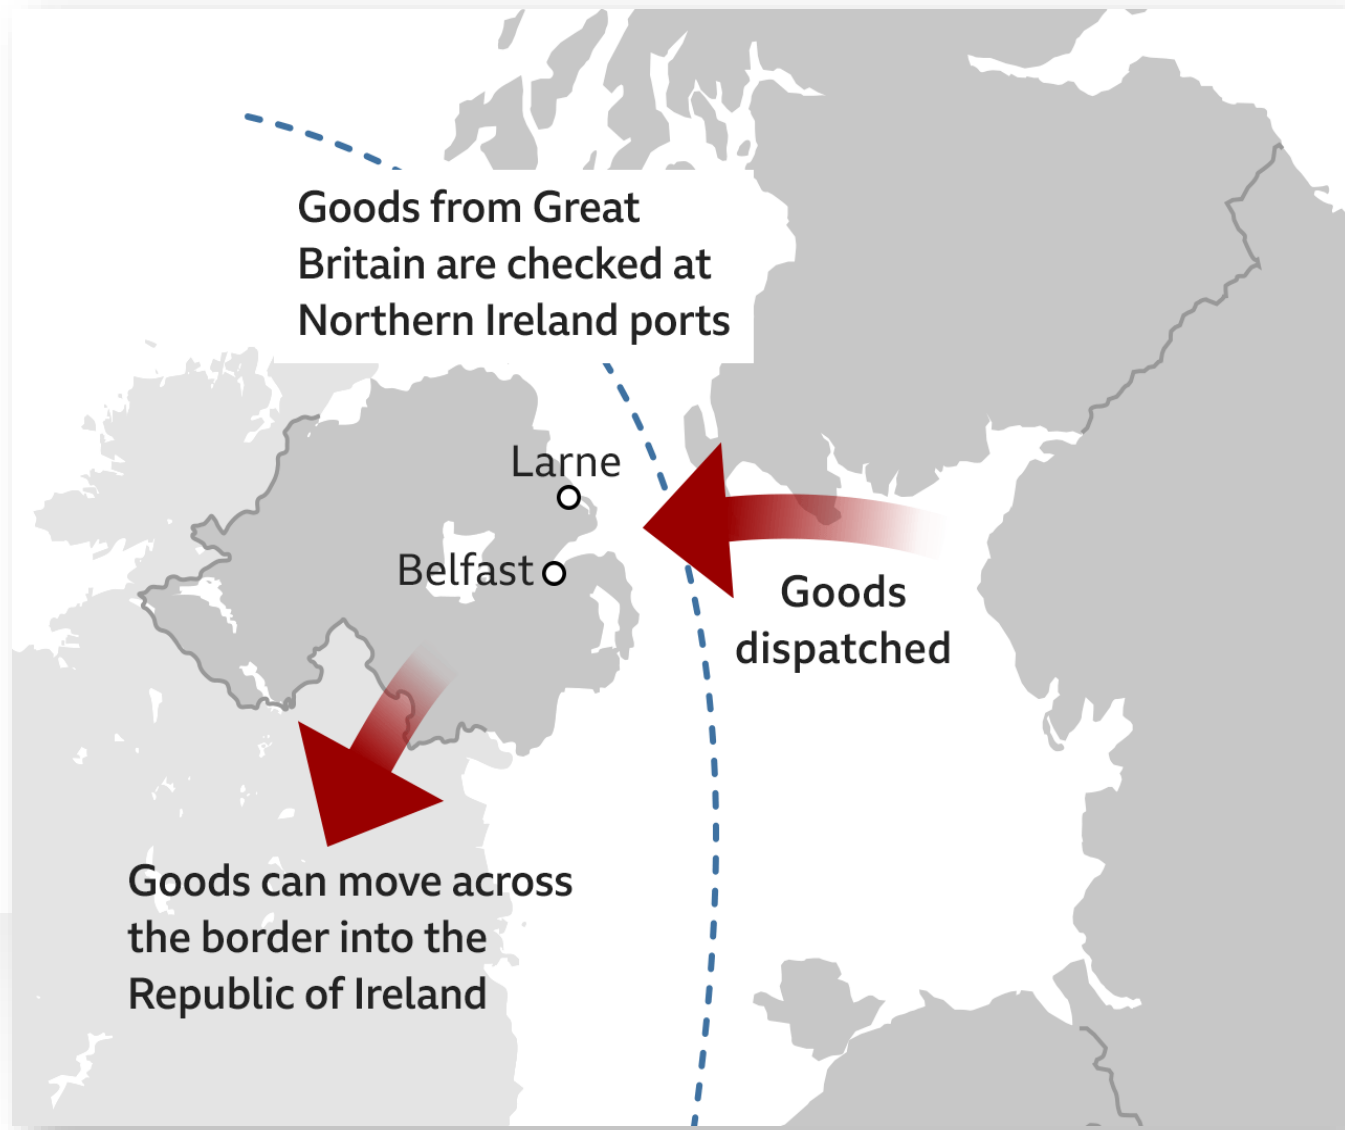 Goods from Great
Britain are checked at
Northern Ireland ports
Larne
Belfast
Goods
dispatched
Goods can move across
the border into the
Republic of Ireland